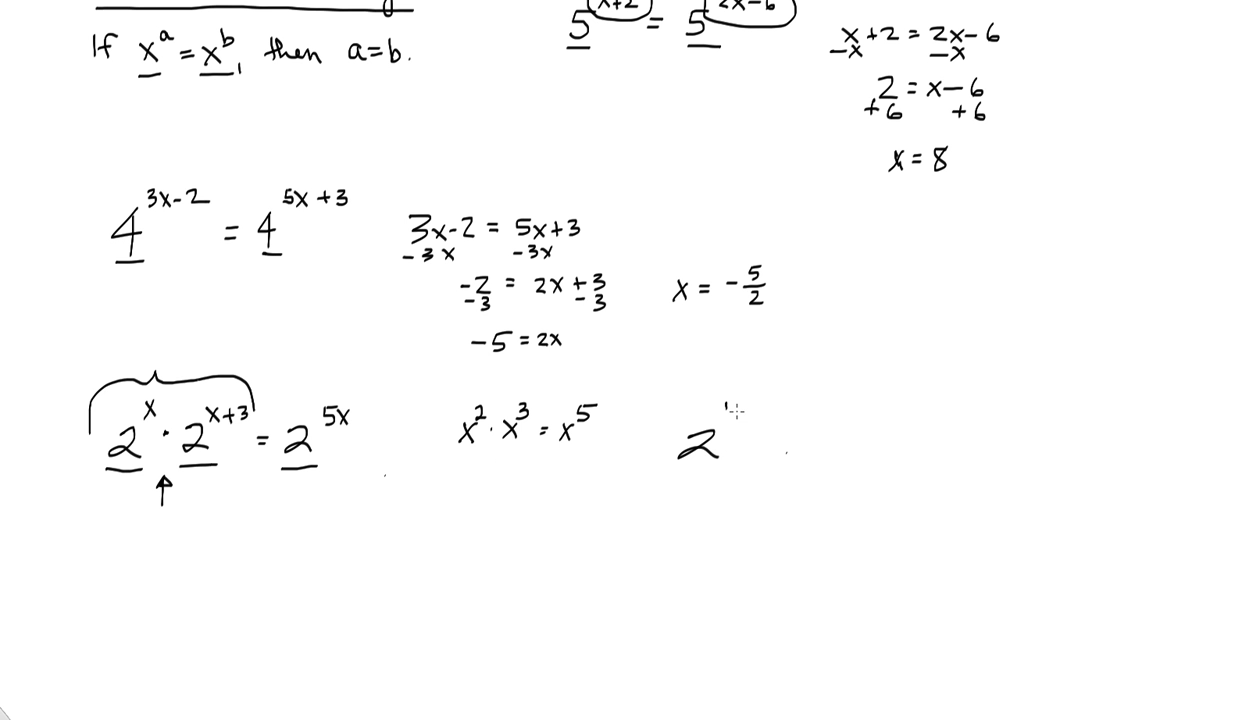 5^(x+2) = 5^(2x-6)
x+2 = 2x-6
-x -x
If x^a = x^b, then a=b.
2 = x-6
+6 +6
x = 8
4^(3x-2) = 4^(5x+3)
3x-2 = 5x+3
-3x -3x
-2 = 2x+3
-3 -3
x = -5/2
-5 = 2x
2^x · 2^(x+3) = 2^(5x)
x^2 · x^3 = x^5
2